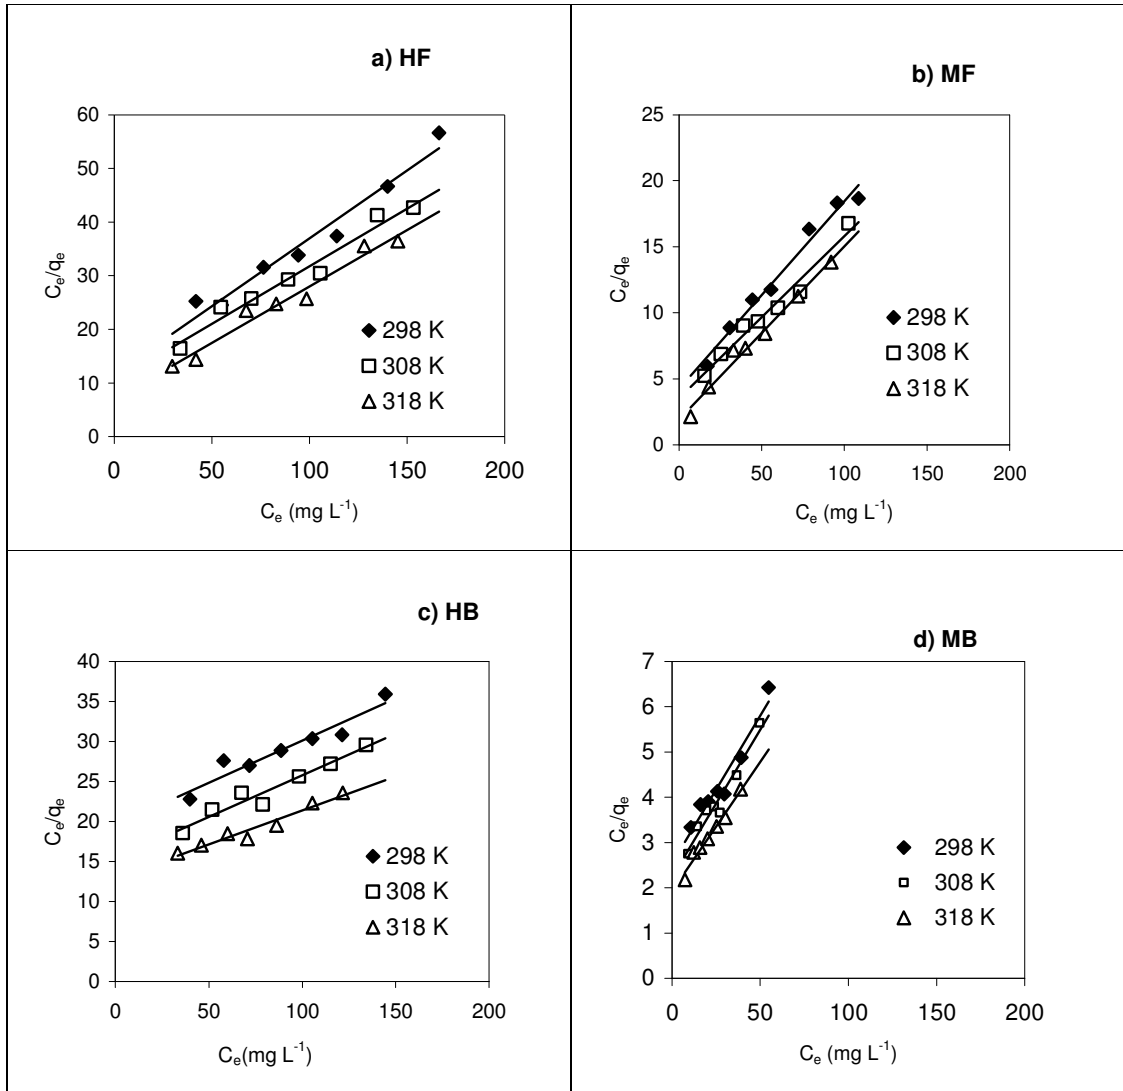 a) HF
60
50
40
30
20
10
0
Ce/qe
298 K
308 K
318 K
0 50 100 150 200
Ce (mg L-1)
b) MF
25
20
15
10
5
0
Ce/qe
298 K
308 K
318 K
0 50 100 150 200
Ce (mg L-1)
c) HB
40
35
30
25
20
15
10
5
0
Ce/qe
298 K
308 K
318 K
0 50 100 150 200
Ce(mg L-1)
d) MB
7
6
5
4
3
2
1
0
Ce/qe
298 K
308 K
318 K
0 50 100 150 200
Ce (mg L-1)